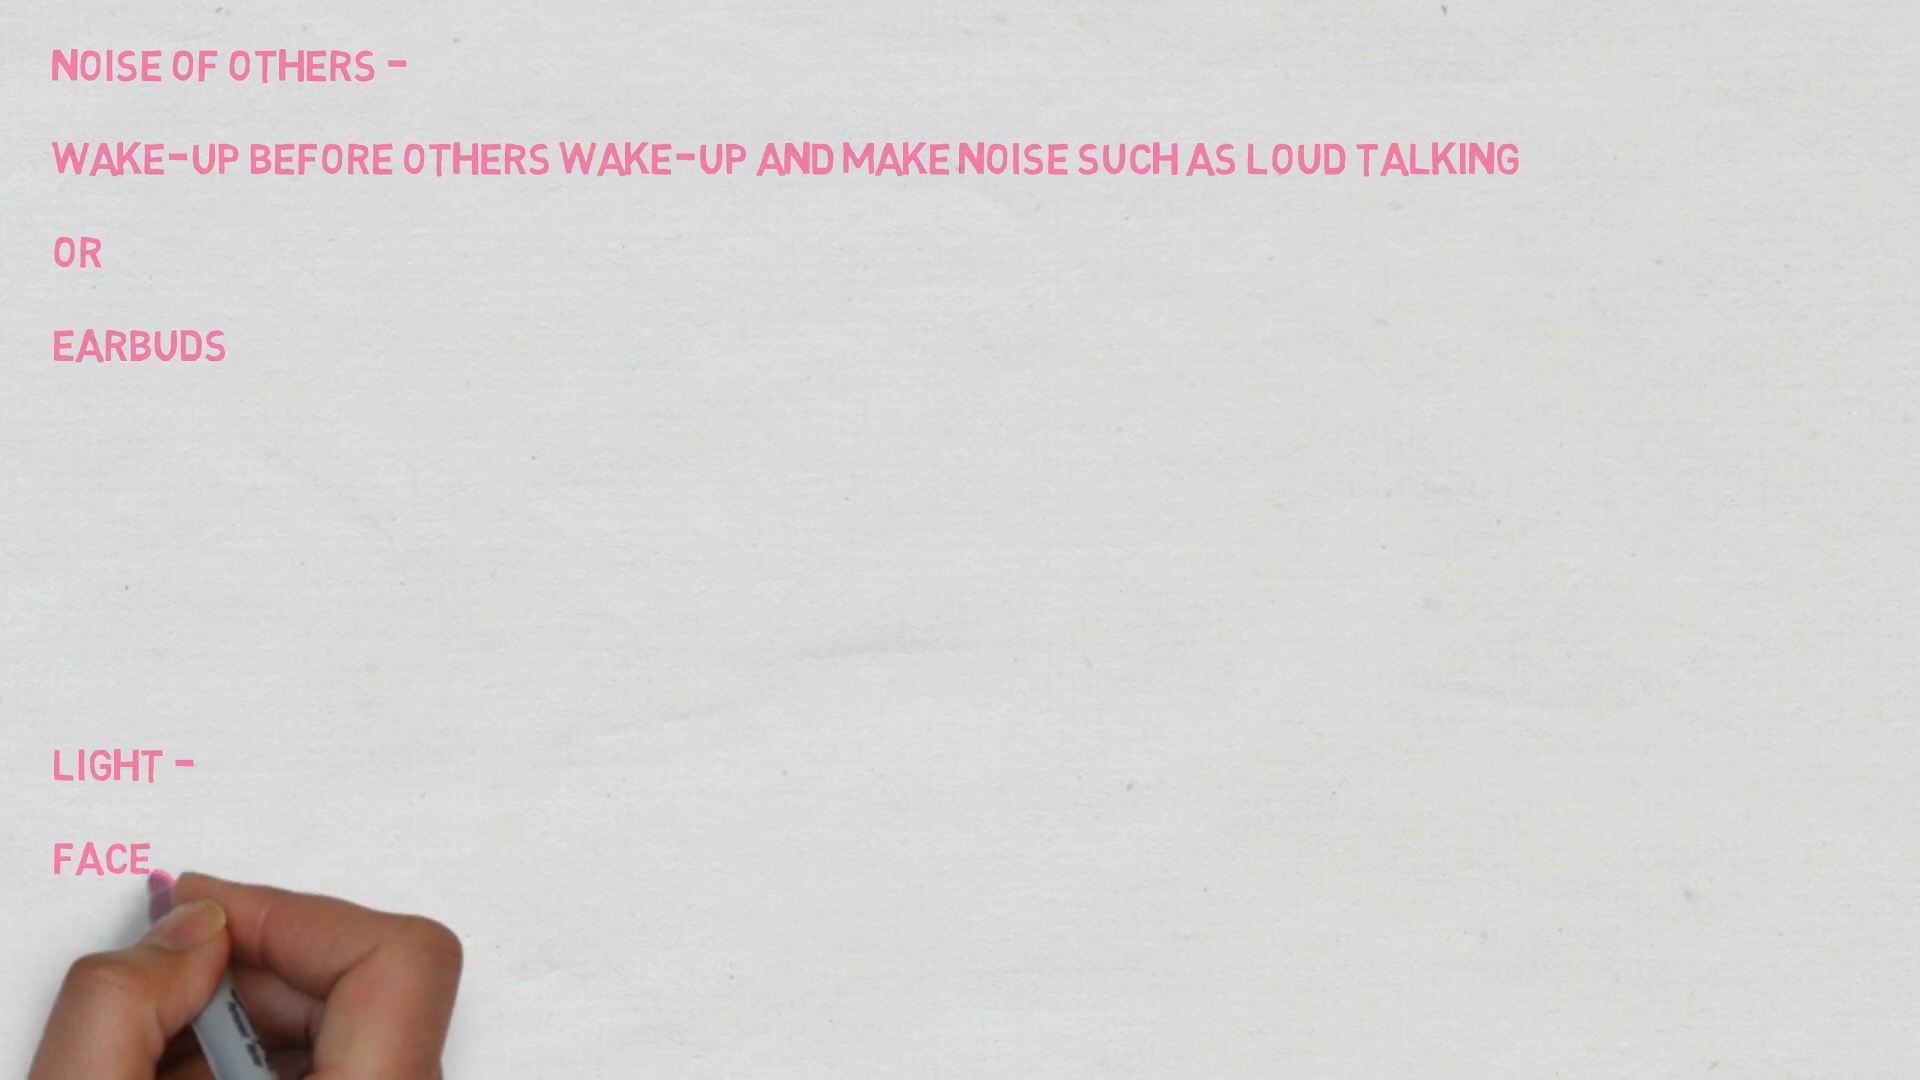 NOISE OF OTHERS -
WAKE-UP BEFORE OTHERS WAKE-UP AND MAKE NOISE SUCH AS LOUD TALKING
OR
EARBUDS
LIGHT -
FACE